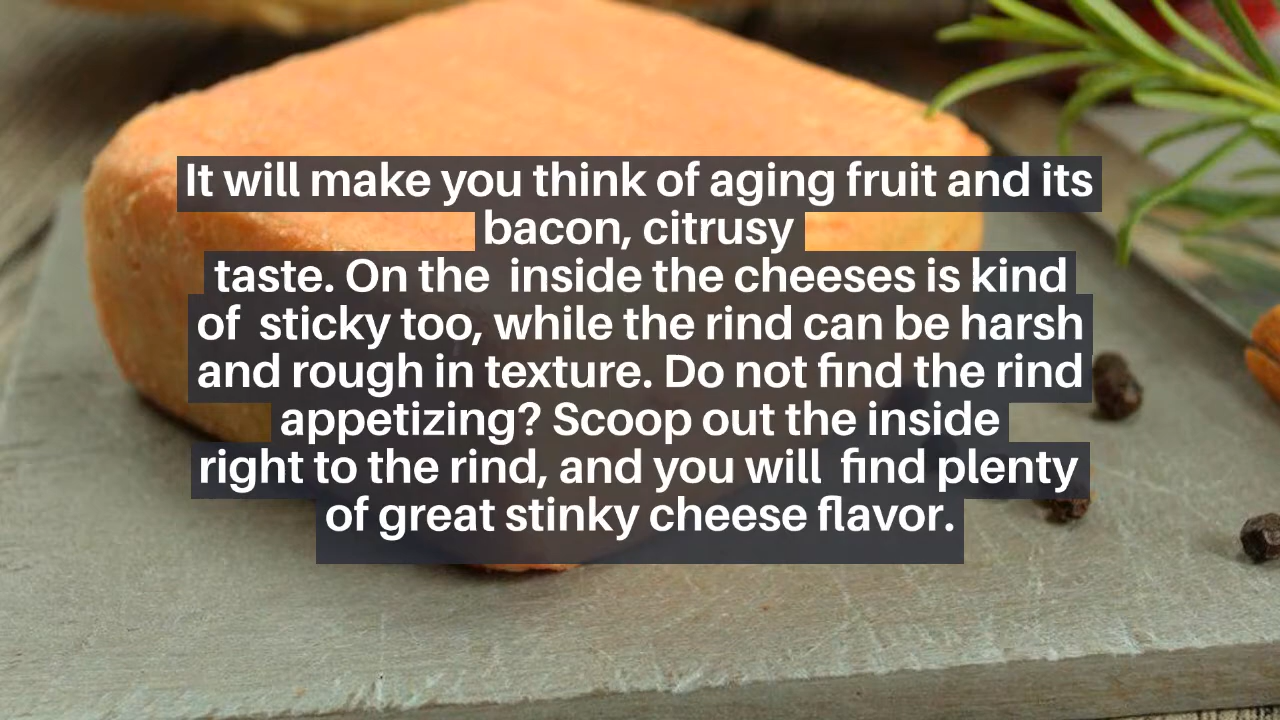 It will make you think of aging fruit and its
bacon, citrusy
taste. On the inside the cheeses is kind
of sticky too, while the rind can be harsh
and rough in texture. Do not find the rind
appetizing? Scoop out the inside
right to the rind, and you will find plenty
of great stinky cheese flavor.